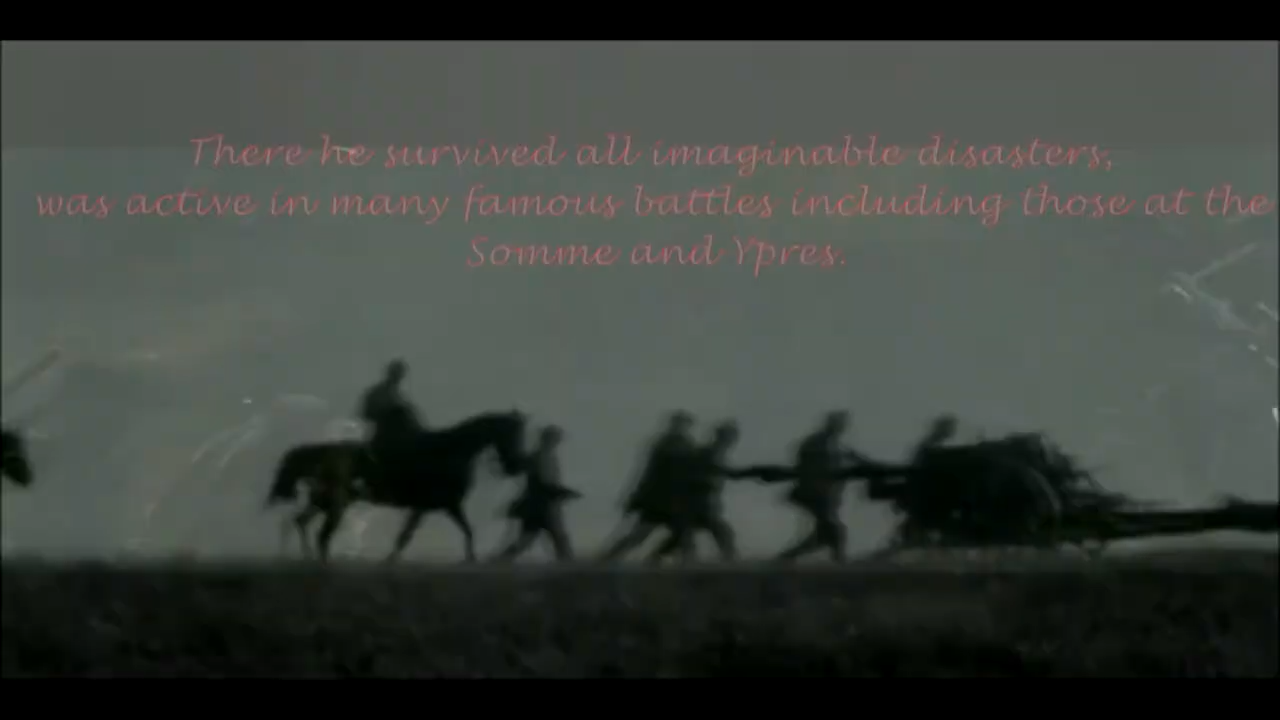 There he survived all imaginable disasters,
was active in many famous battles including those at the
Somme and Ypres.